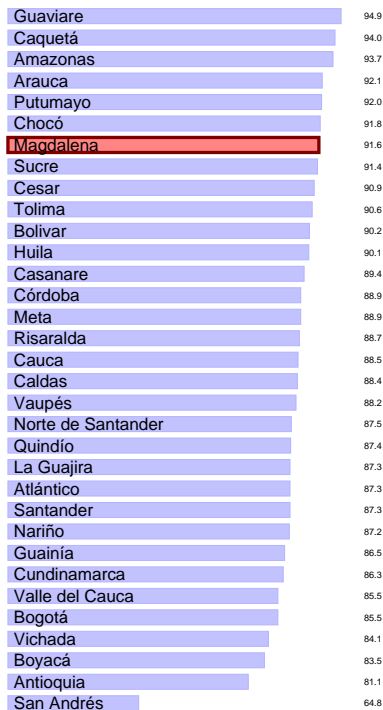 Guaviare 94.9
Caquetá 94.0
Amazonas 93.7
Arauca 92.1
Putumayo 92.0
Chocó 91.8
Magdalena 91.6
Sucre 91.4
Cesar 90.9
Tolima 90.6
Bolivar 90.2
Huila 90.1
Casanare 89.4
Córdoba 88.9
Meta 88.9
Risaralda 88.7
Cauca 88.5
Caldas 88.4
Vaupés 88.2
Norte de Santander 87.5
Quindío 87.4
La Guajira 87.3
Atlántico 87.3
Santander 87.3
Nariño 87.2
Guainía 86.5
Cundinamarca 86.3
Valle del Cauca 85.5
Bogotá 85.5
Vichada 84.1
Boyacá 83.5
Antioquia 81.1
San Andrés 64.8